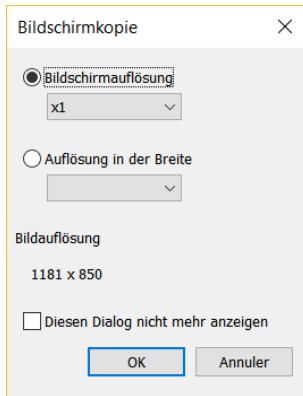 Bildschirmkopie
Bildschirmauflösung
x1
Auflösung in der Breite
Bildauflösung
1181 x 850
Diesen Dialog nicht mehr anzeigen
OK Annuler